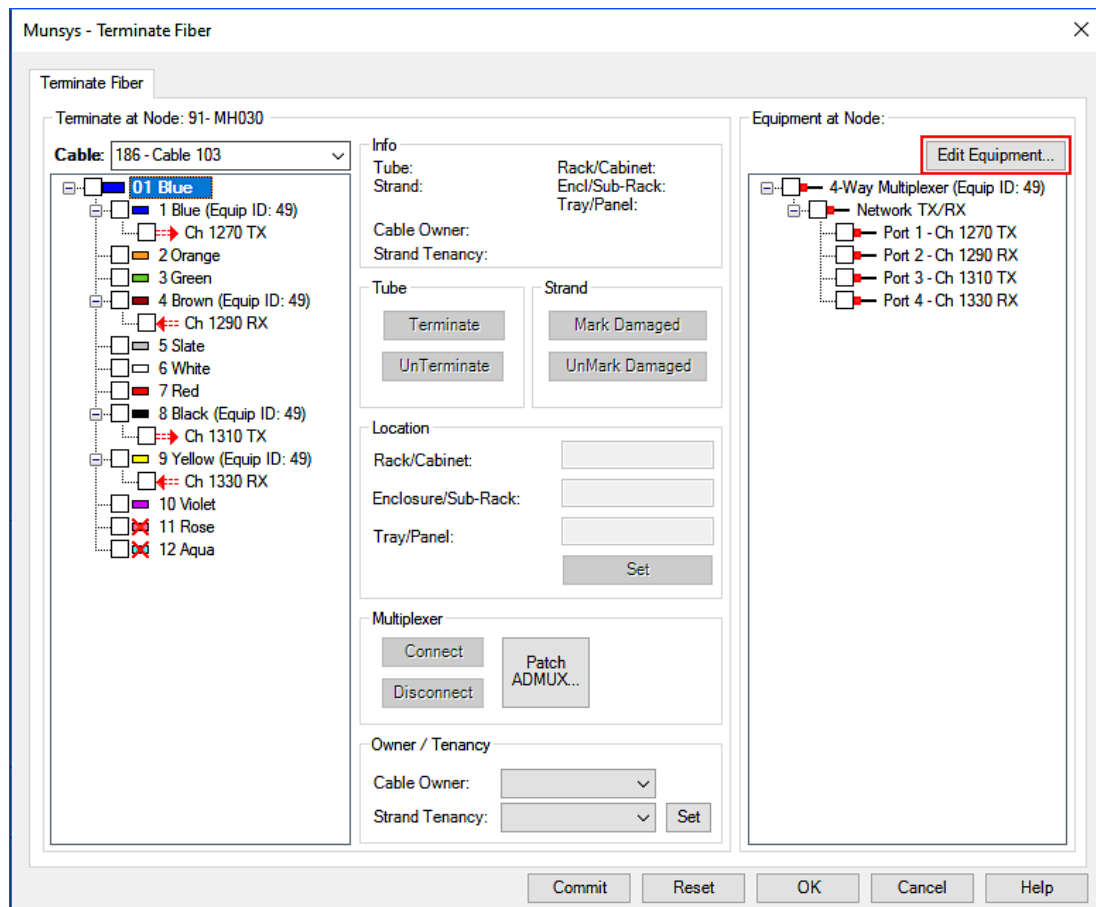 Munsys - Terminate Fiber
Terminate Fiber
Terminate at Node: 91- MH030
Cable: 186 - Cable 103
01 Blue
1 Blue (Equip ID: 49)
Ch 1270 TX
2 Orange
3 Green
4 Brown (Equip ID: 49)
Ch 1290 RX
5 Slate
6 White
7 Red
8 Black (Equip ID: 49)
Ch 1310 TX
9 Yellow (Equip ID: 49)
Ch 1330 RX
10 Violet
11 Rose
12 Aqua
Info
Tube: Rack/Cabinet:
Strand: Encl/Sub-Rack:
Tray/Panel:
Cable Owner:
Strand Tenancy:
Tube
Terminate
UnTerminate
Strand
Mark Damaged
UnMark Damaged
Location
Rack/Cabinet:
Enclosure/Sub-Rack:
Tray/Panel:
Set
Multiplexer
Connect
Disconnect
Patch
ADMUX...
Owner / Tenancy
Cable Owner:
Strand Tenancy: Set
Equipment at Node:
Edit Equipment...
4-Way Multiplexer (Equip ID: 49)
Network TX/RX
Port 1 - Ch 1270 TX
Port 2 - Ch 1290 RX
Port 3 - Ch 1310 TX
Port 4 - Ch 1330 RX
Commit Reset OK Cancel Help